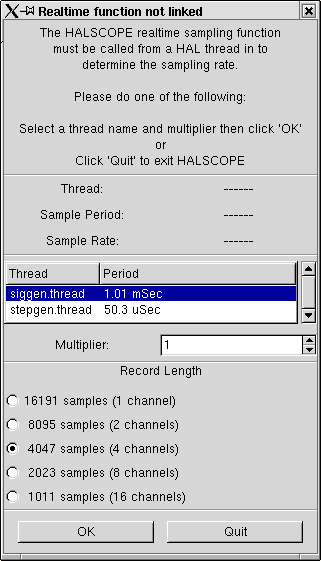 Realtime function not linked
The HALSCOPE realtime sampling function
must be called from a HAL thread in to
determine the sampling rate.
Please do one of the following:
Select a thread name and multiplier then click 'OK'
or
Click 'Quit' to exit HALSCOPE
Thread: ------
Sample Period: ------
Sample Rate: ------
Thread Period
siggen.thread 1.01 mSec
stepgen.thread 50.3 uSec
Multiplier: 1
Record Length
16191 samples (1 channel)
8095 samples (2 channels)
4047 samples (4 channels)
2023 samples (8 channels)
1011 samples (16 channels)
OK Quit